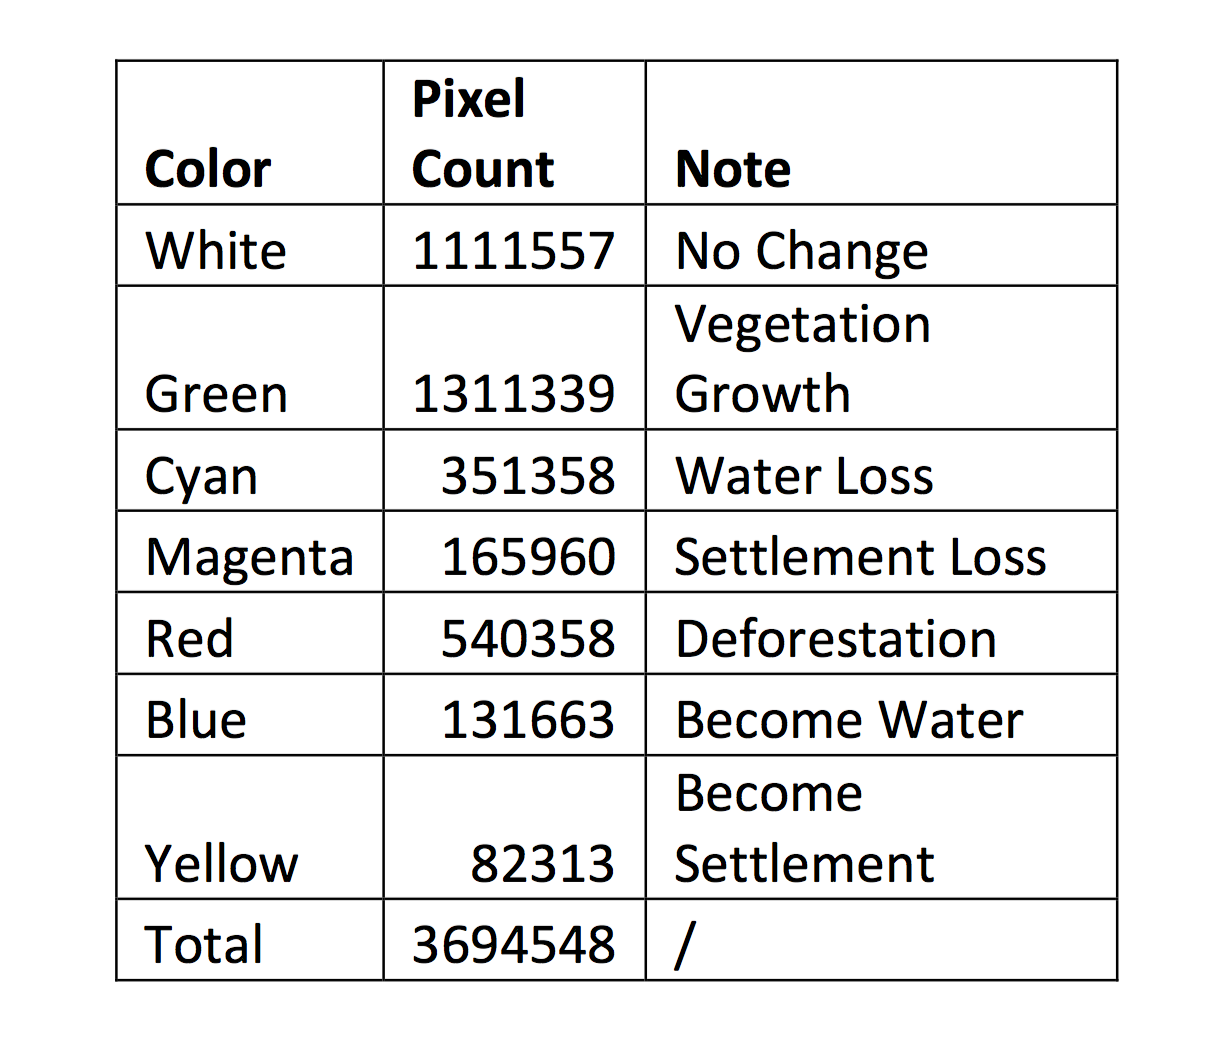 Color Pixel Count Note
White 1111557 No Change
Green 1311339 Vegetation Growth
Cyan 351358 Water Loss
Magenta 165960 Settlement Loss
Red 540358 Deforestation
Blue 131663 Become Water
Yellow 82313 Become Settlement
Total 3694548 /